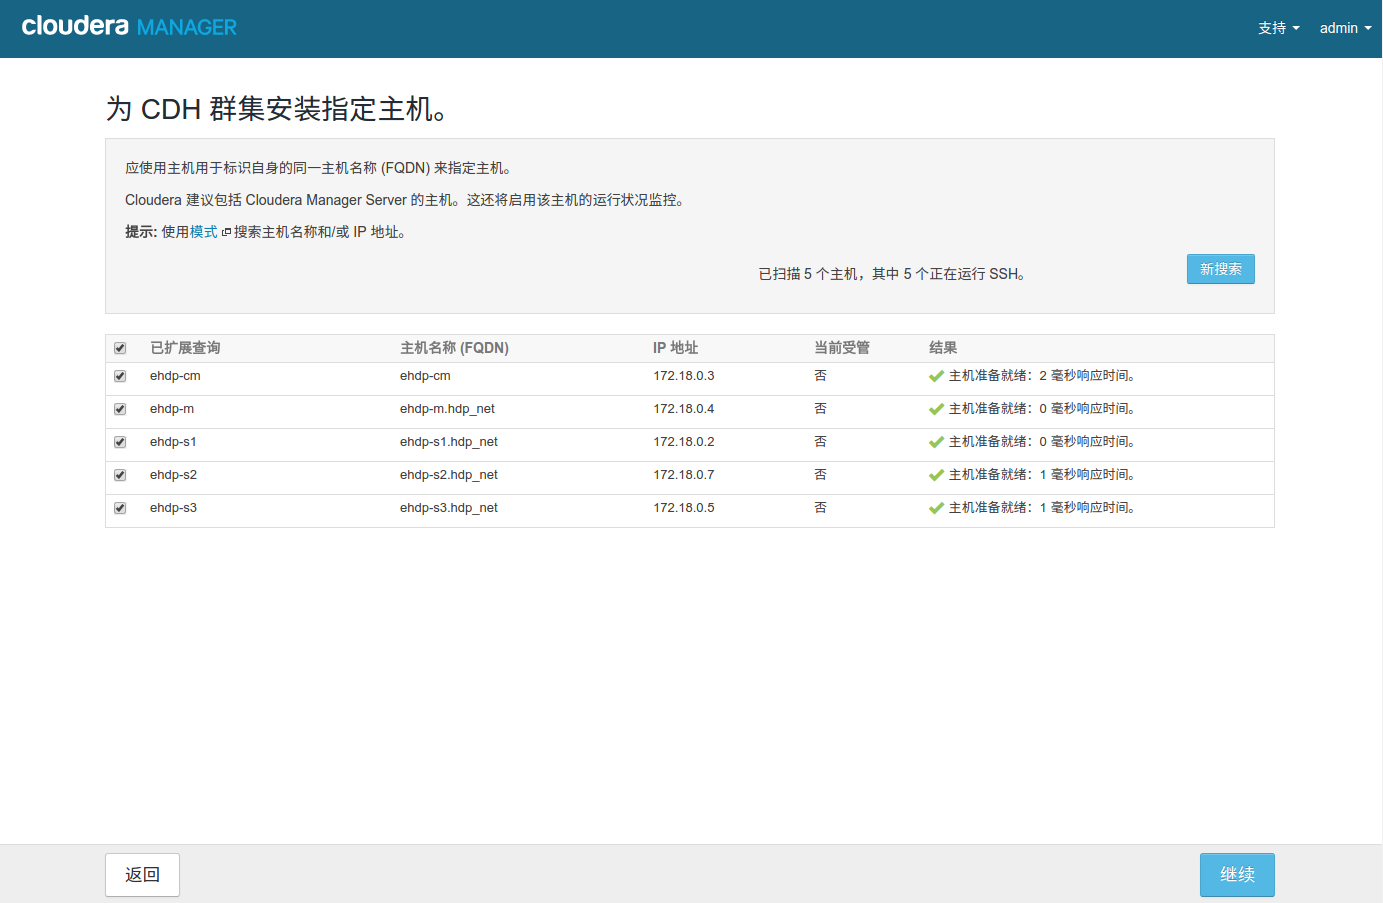 cloudera MANAGER
支持 admin
为 CDH 群集安装指定主机。
应使用主机用于标识自身的同一主机名称 (FQDN) 来指定主机。
Cloudera 建议包括 Cloudera Manager Server 的主机。这还将启用该主机的运行状况监控。
提示: 使用模式 搜索主机名称和/或 IP 地址。
已扫描 5 个主机，其中 5 个正在运行 SSH。 新搜索
已扩展查询 主机名称 (FQDN) IP 地址 当前受管 结果
ehdp-cm ehdp-cm 172.18.0.3 否 主机准备就绪：2 毫秒响应时间。
ehdp-m ehdp-m.hdp_net 172.18.0.4 否 主机准备就绪：0 毫秒响应时间。
ehdp-s1 ehdp-s1.hdp_net 172.18.0.2 否 主机准备就绪：0 毫秒响应时间。
ehdp-s2 ehdp-s2.hdp_net 172.18.0.7 否 主机准备就绪：1 毫秒响应时间。
ehdp-s3 ehdp-s3.hdp_net 172.18.0.5 否 主机准备就绪：1 毫秒响应时间。
返回 继续